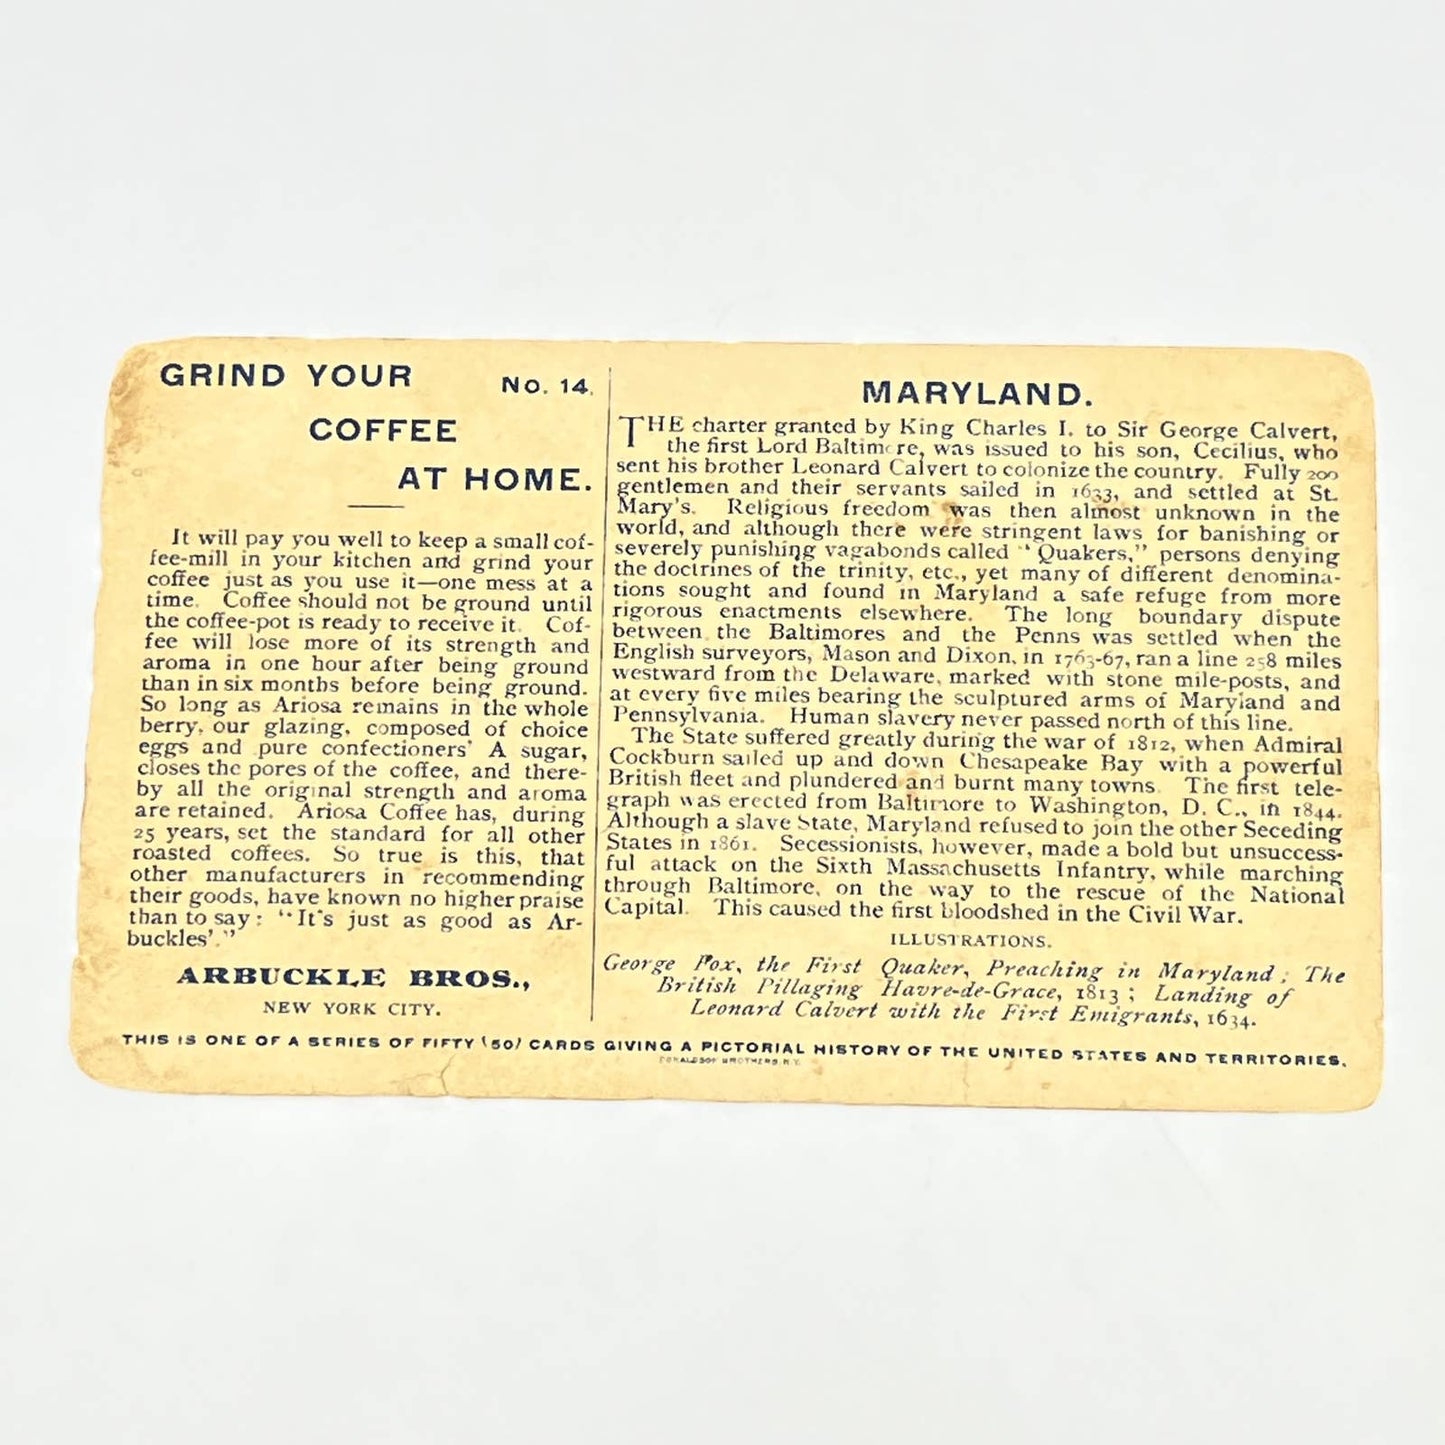 GRIND YOUR
No. 14.
COFFEE
AT HOME.
It will pay you well to keep a small cof-
fee-mill in your kitchen and grind your
coffee just as you use it—one mess at a
time. Coffee should not be ground until
the coffee-pot is ready to receive it. Cof-
fee will lose more of its strength and
aroma in one hour after being ground
than in six months before being ground.
So long as Ariosa remains in the whole
berry, our glazing, composed of choice
eggs and pure confectioners' A sugar,
closes the pores of the coffee, and there-
by all the original strength and aroma
are retained. Ariosa Coffee has, during
25 years, set the standard for all other
roasted coffees. So true is this, that
other manufacturers in recommending
their goods, have known no higher praise
than to say: "It's just as good as Ar-
buckles'."
ARBUCKLE BROS.,
NEW YORK CITY.
MARYLAND.
THE charter granted by King Charles I. to Sir George Calvert,
the first Lord Baltimore, was issued to his son, Cecilius, who
sent his brother Leonard Calvert to colonize the country. Fully 200
gentlemen and their servants sailed in 1633, and settled at St.
Mary's. Religious freedom was then almost unknown in the
world, and although there were stringent laws for banishing or
severely punishing vagabonds called "Quakers," persons denying
the doctrines of the trinity, etc., yet many of different denomina-
tions sought and found in Maryland a safe refuge from more
rigorous enactments elsewhere. The long boundary dispute
between the Baltimores and the Penns was settled when the
English surveyors, Mason and Dixon, in 1763-67, ran a line 258 miles
westward from the Delaware, marked with stone mile-posts, and
at every five miles bearing the sculptured arms of Maryland and
Pennsylvania. Human slavery never passed north of this line.
The State suffered greatly during the war of 1812, when Admiral
Cockburn sailed up and down Chesapeake Bay with a powerful
British fleet and plundered and burnt many towns. The first tele-
graph was erected from Baltimore to Washington, D. C., in 1844.
Although a slave State, Maryland refused to join the other Seceding
States in 1861. Secessionists, however, made a bold but unsuccess-
ful attack on the Sixth Massachusetts Infantry, while marching
through Baltimore, on the way to the rescue of the National
Capital. This caused the first bloodshed in the Civil War.
ILLUSTRATIONS.
George Fox, the First Quaker, Preaching in Maryland; The
British Pillaging Havre-de-Grace, 1813; Landing of
Leonard Calvert with the First Emigrants, 1634.
THIS IS ONE OF A SERIES OF FIFTY (50) CARDS GIVING A PICTORIAL HISTORY OF THE UNITED STATES AND TERRITORIES.
DONALDSON BROTHERS, N.Y.